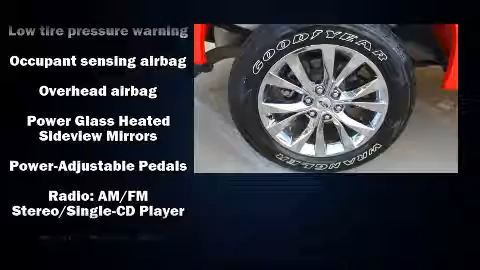 Low tire pressure warning
Occupant sensing airbag
Overhead airbag
Power Glass Heated
Sideview Mirrors
Power-Adjustable Pedals
Radio: AM/FM
Stereo/Single-CD Player
GOODYEAR
WRANGLER